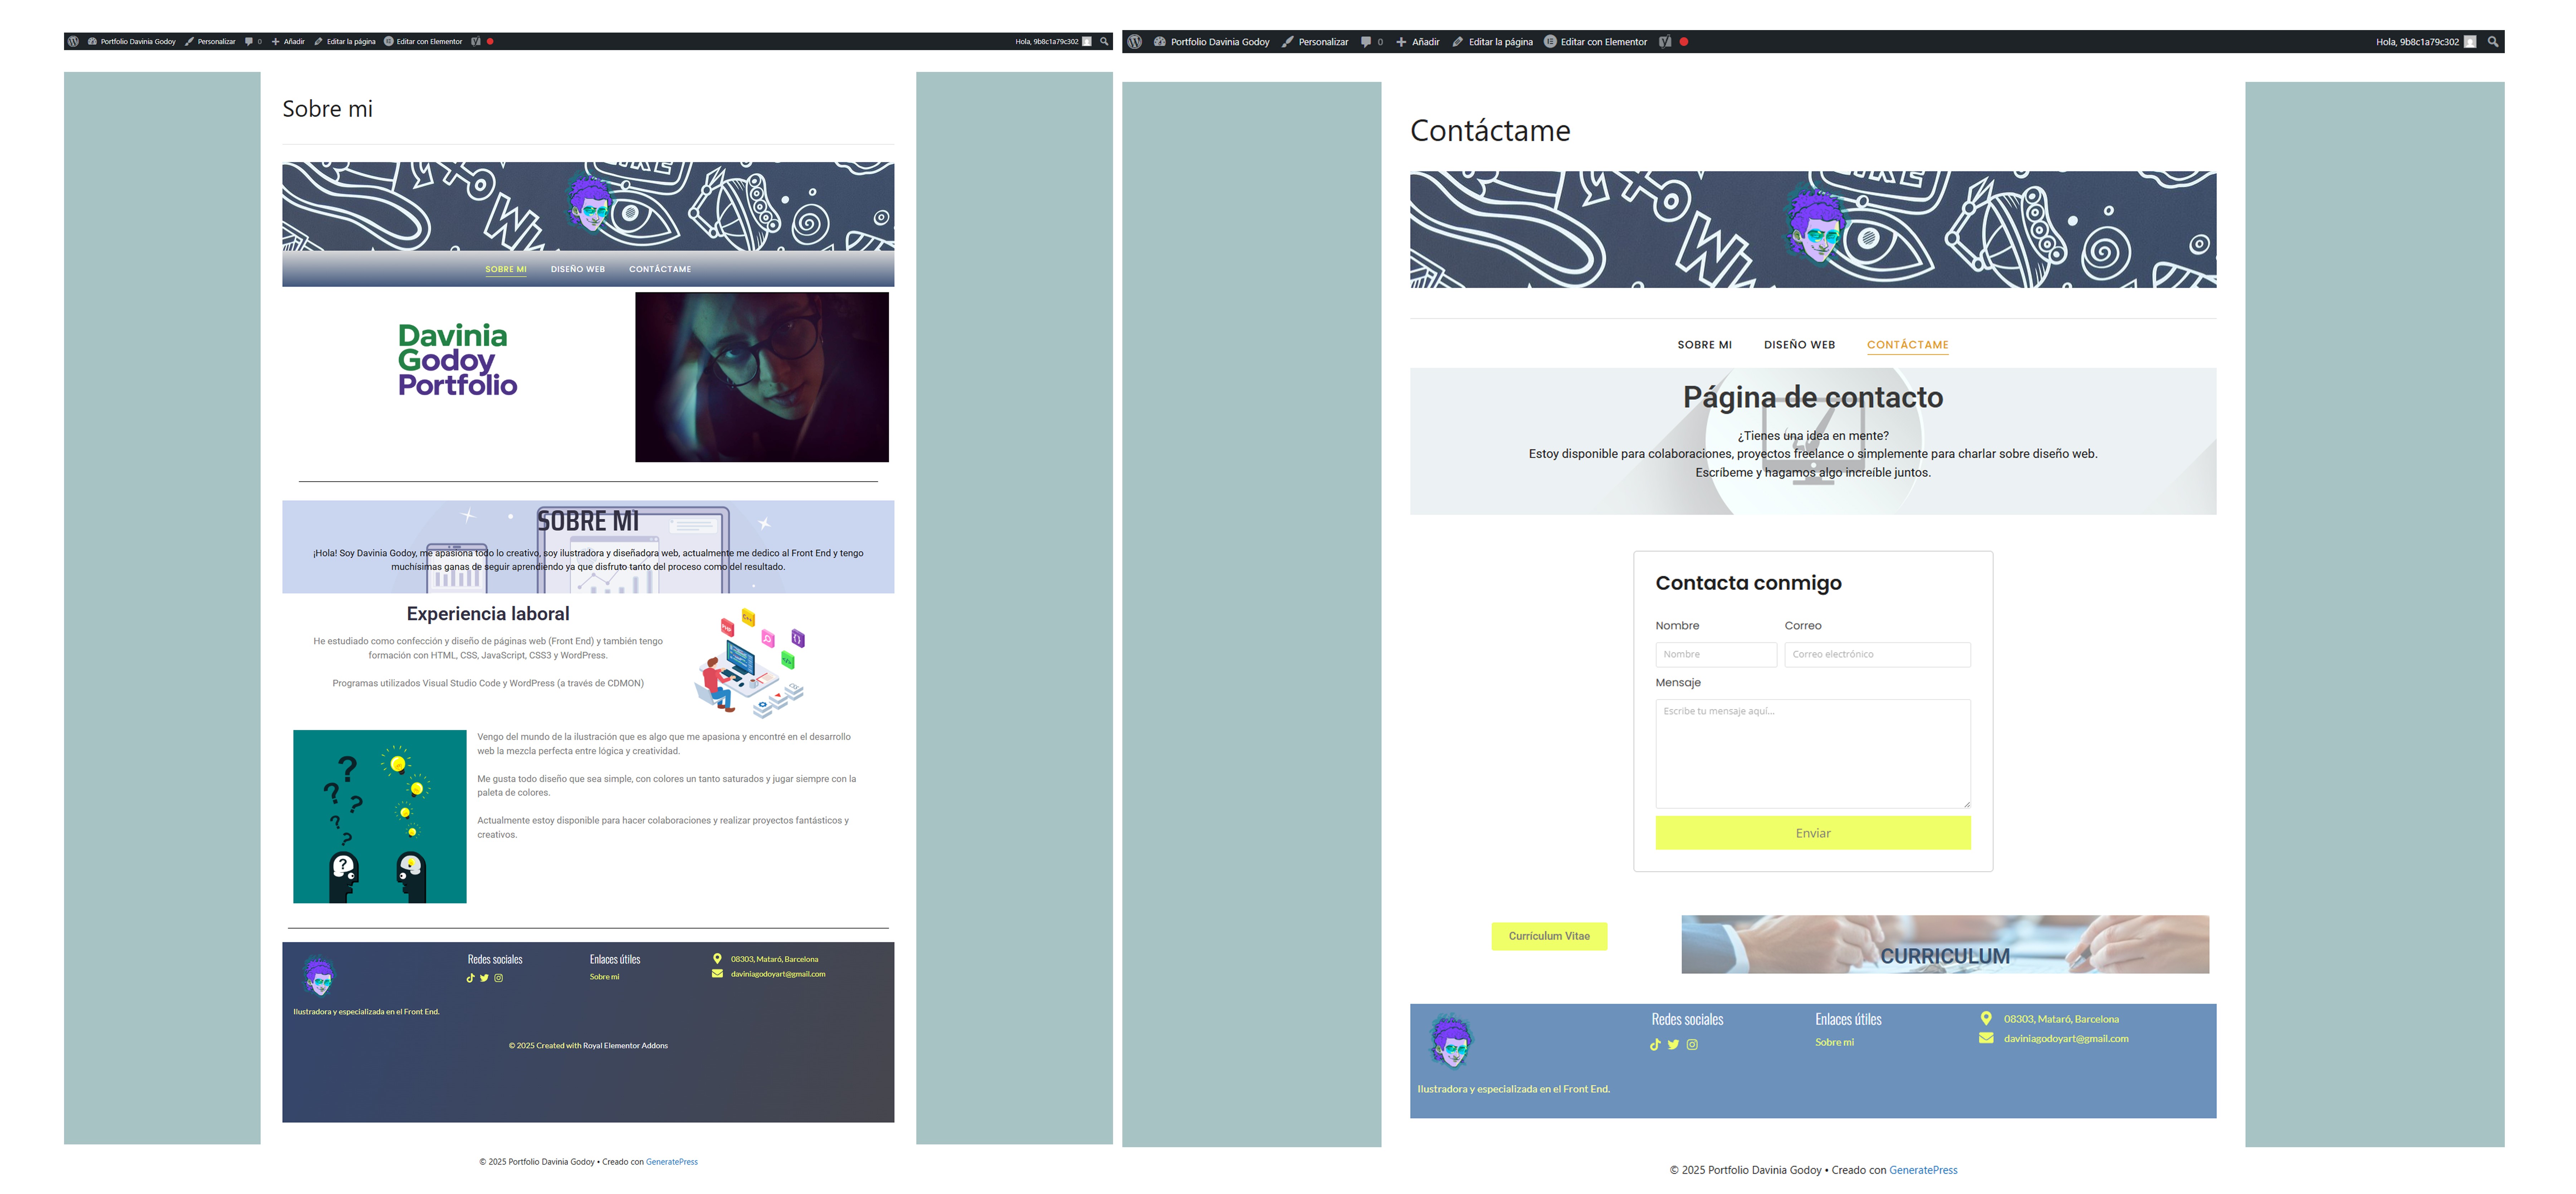 Portfolio Davinia Godoy Personalizar 0 Añadir Editar la página Editar con Elementor Hola, 9b8c1a79c302
Sobre mi
SOBRE MI DISEÑO WEB CONTÁCTAME
Davinia
Godoy
Portfolio
SOBRE MI
¡Hola! Soy Davinia Godoy, me apasiona todo lo creativo, soy ilustradora y diseñadora web, actualmente me dedico al Front End y tengo
muchísimas ganas de seguir aprendiendo ya que disfruto tanto del proceso como del resultado.
Experiencia laboral
He estudiado como confección y diseño de páginas web (Front End) y también tengo
formación con HTML, CSS, JavaScript, CSS3 y WordPress.
Programas utilizados Visual Studio Code y WordPress (a través de CDMON)
PHP
C++
Vengo del mundo de la ilustración que es algo que me apasiona y encontré en el desarrollo
web la mezcla perfecta entre lógica y creatividad.
Me gusta todo diseño que sea simple, con colores un tanto saturados y jugar siempre con la
paleta de colores.
Actualmente estoy disponible para hacer colaboraciones y realizar proyectos fantásticos y
creativos.
Redes sociales
Enlaces útiles
Sobre mi
08303, Mataró, Barcelona
daviniagodoyart@gmail.com
Ilustradora y especializada en el Front End.
© 2025 Created with Royal Elementor Addons
© 2025 Portfolio Davinia Godoy • Creado con GeneratePress
Portfolio Davinia Godoy Personalizar 0 Añadir Editar la página Editar con Elementor Hola, 9b8c1a79c302
Contáctame
SOBRE MI DISEÑO WEB CONTÁCTAME
Página de contacto
¿Tienes una idea en mente?
Estoy disponible para colaboraciones, proyectos freelance o simplemente para charlar sobre diseño web.
Escríbeme y hagamos algo increíble juntos.
Contacta conmigo
Nombre Correo
Nombre Correo electrónico
Mensaje
Escribe tu mensaje aquí...
Enviar
Currículum Vitae
CURRICULUM
Redes sociales
Enlaces útiles
Sobre mi
08303, Mataró, Barcelona
daviniagodoyart@gmail.com
Ilustradora y especializada en el Front End.
© 2025 Portfolio Davinia Godoy • Creado con GeneratePress